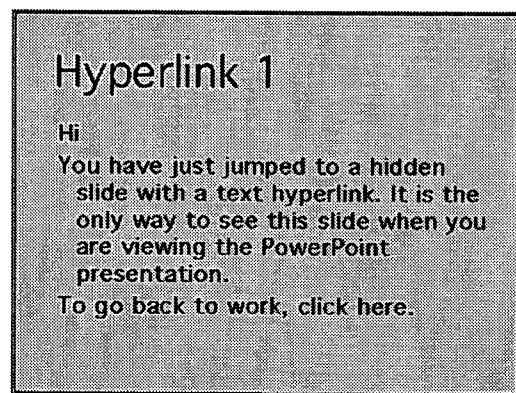 Hyperlink 1
Hi
You have just jumped to a hidden
slide with a text hyperlink. It is the
only way to see this slide when you
are viewing the PowerPoint
presentation.
To go back to work, click here.